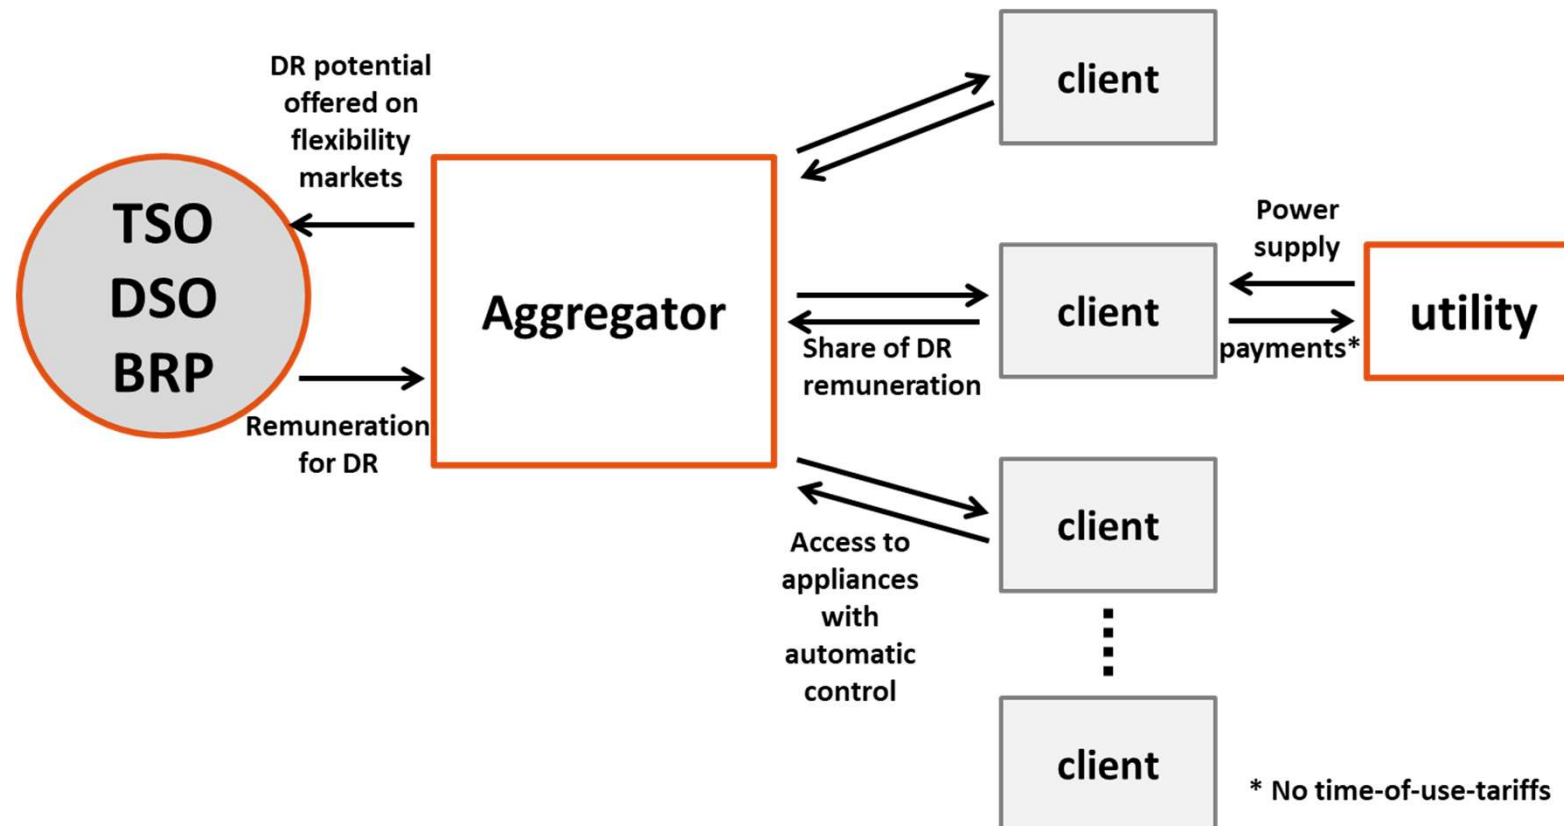 DR potential
offered on
flexibility
markets
TSO
DSO
BRP
Remuneration
for DR
Aggregator
Share of DR
remuneration
Access to
appliances
with
automatic
control
client
client
client
client
Power
supply
payments*
utility
* No time-of-use-tariffs